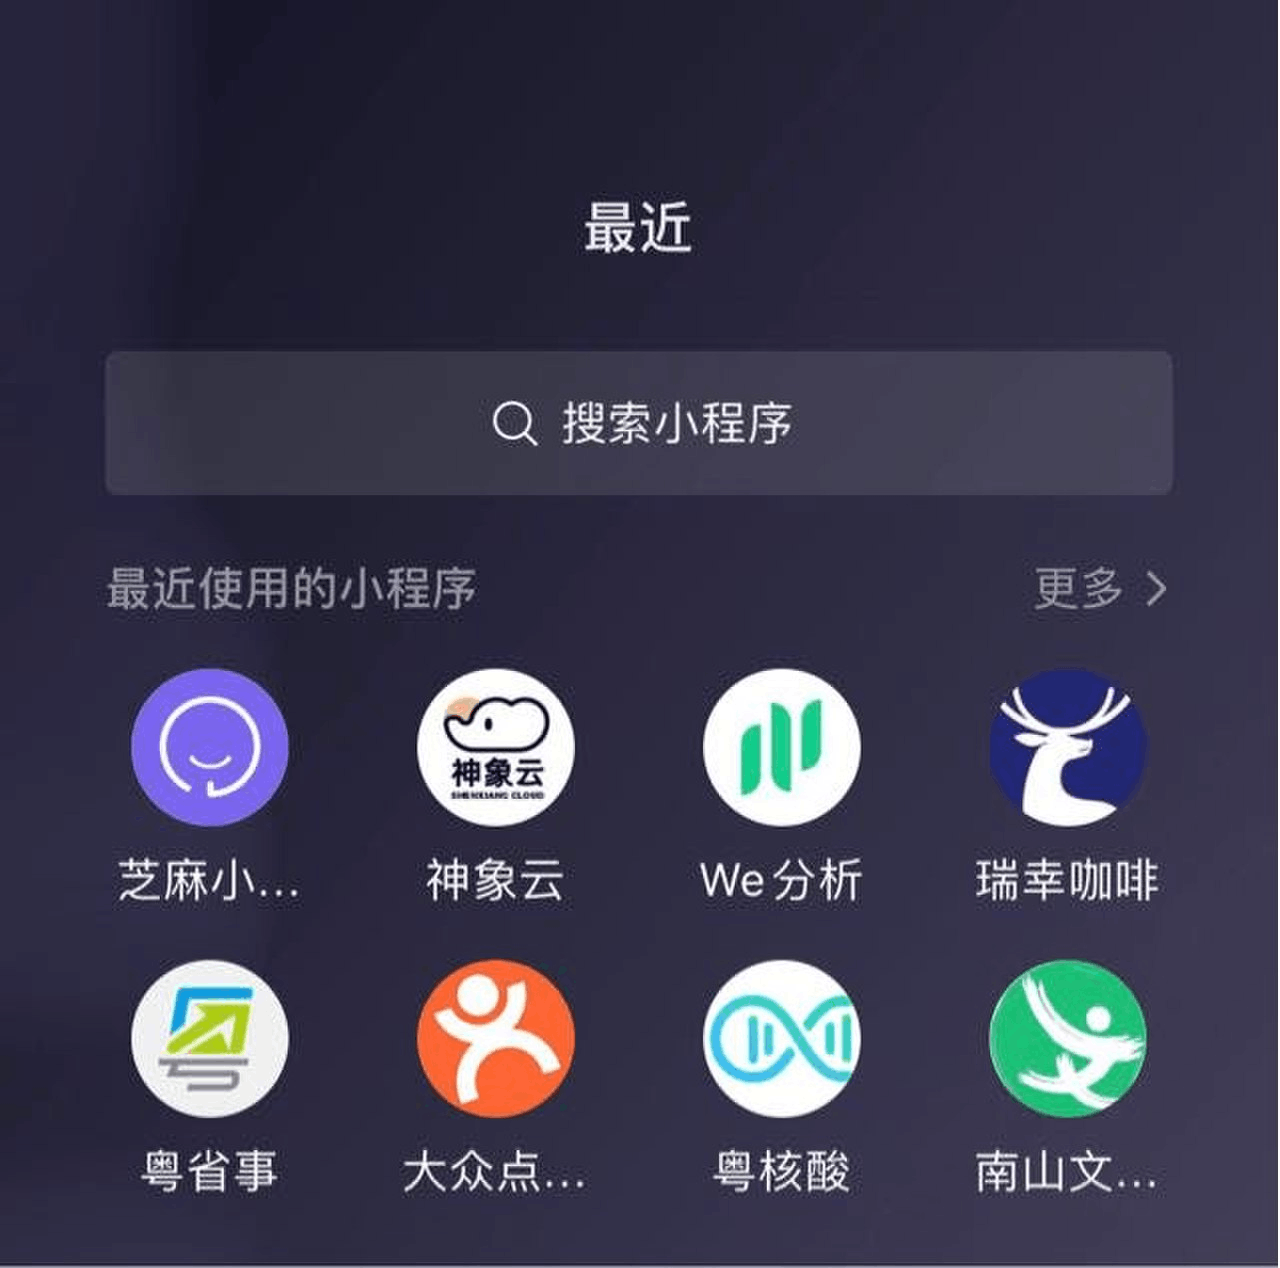 最近
搜索小程序
最近使用的小程序
更多
神象云
SHENXIANG CLOUD
芝麻小...
神象云
We分析
瑞幸咖啡
粤省事
大众点...
粤核酸
南山文...